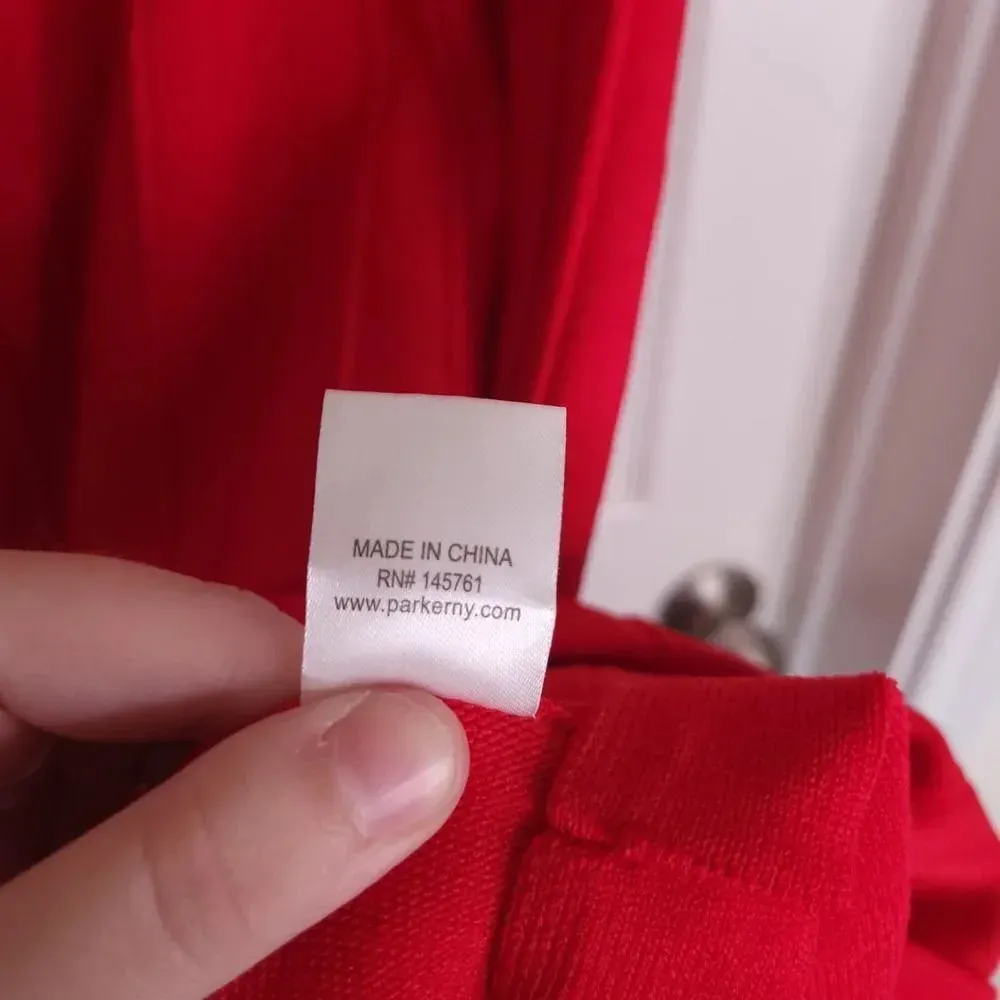 MADE IN CHINA
RN# 145761
www.parkerny.com